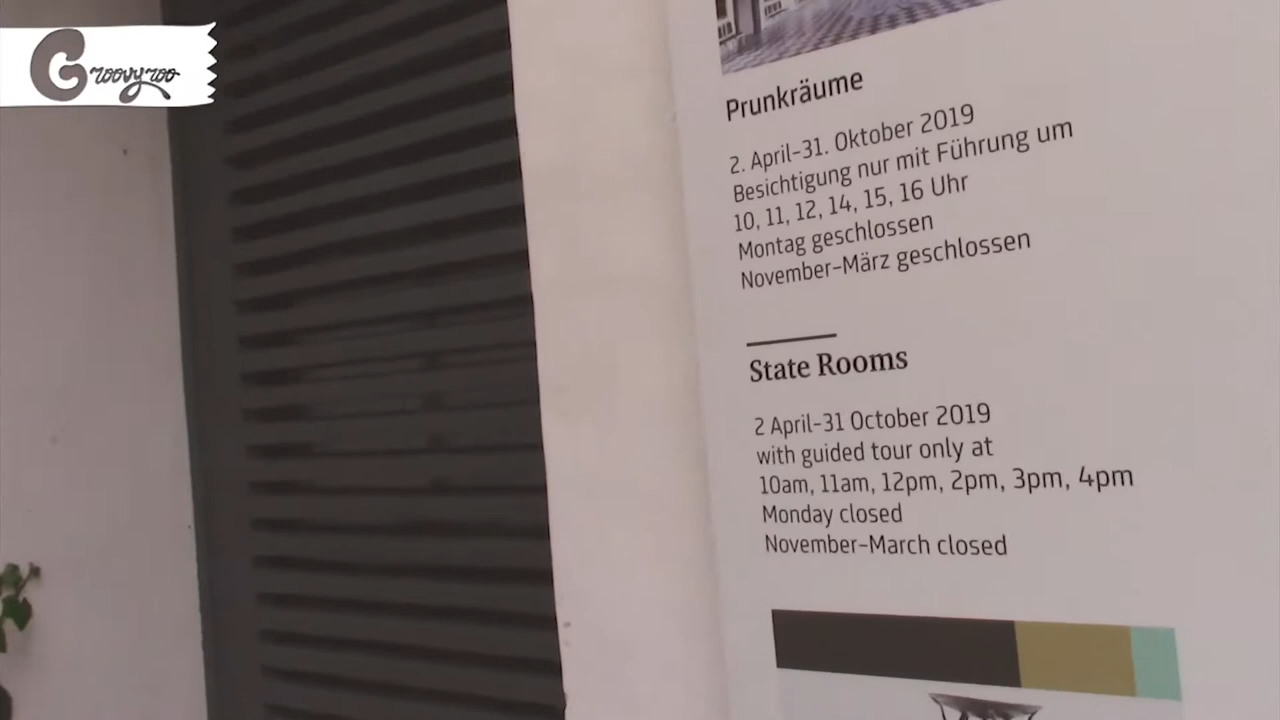 Groovyroo
Prunkräume
2. April–31. Oktober 2019
Besichtigung nur mit Führung um
10, 11, 12, 14, 15, 16 Uhr
Montag geschlossen
November–März geschlossen
State Rooms
2 April–31 October 2019
with guided tour only at
10am, 11am, 12pm, 2pm, 3pm, 4pm
Monday closed
November–March closed